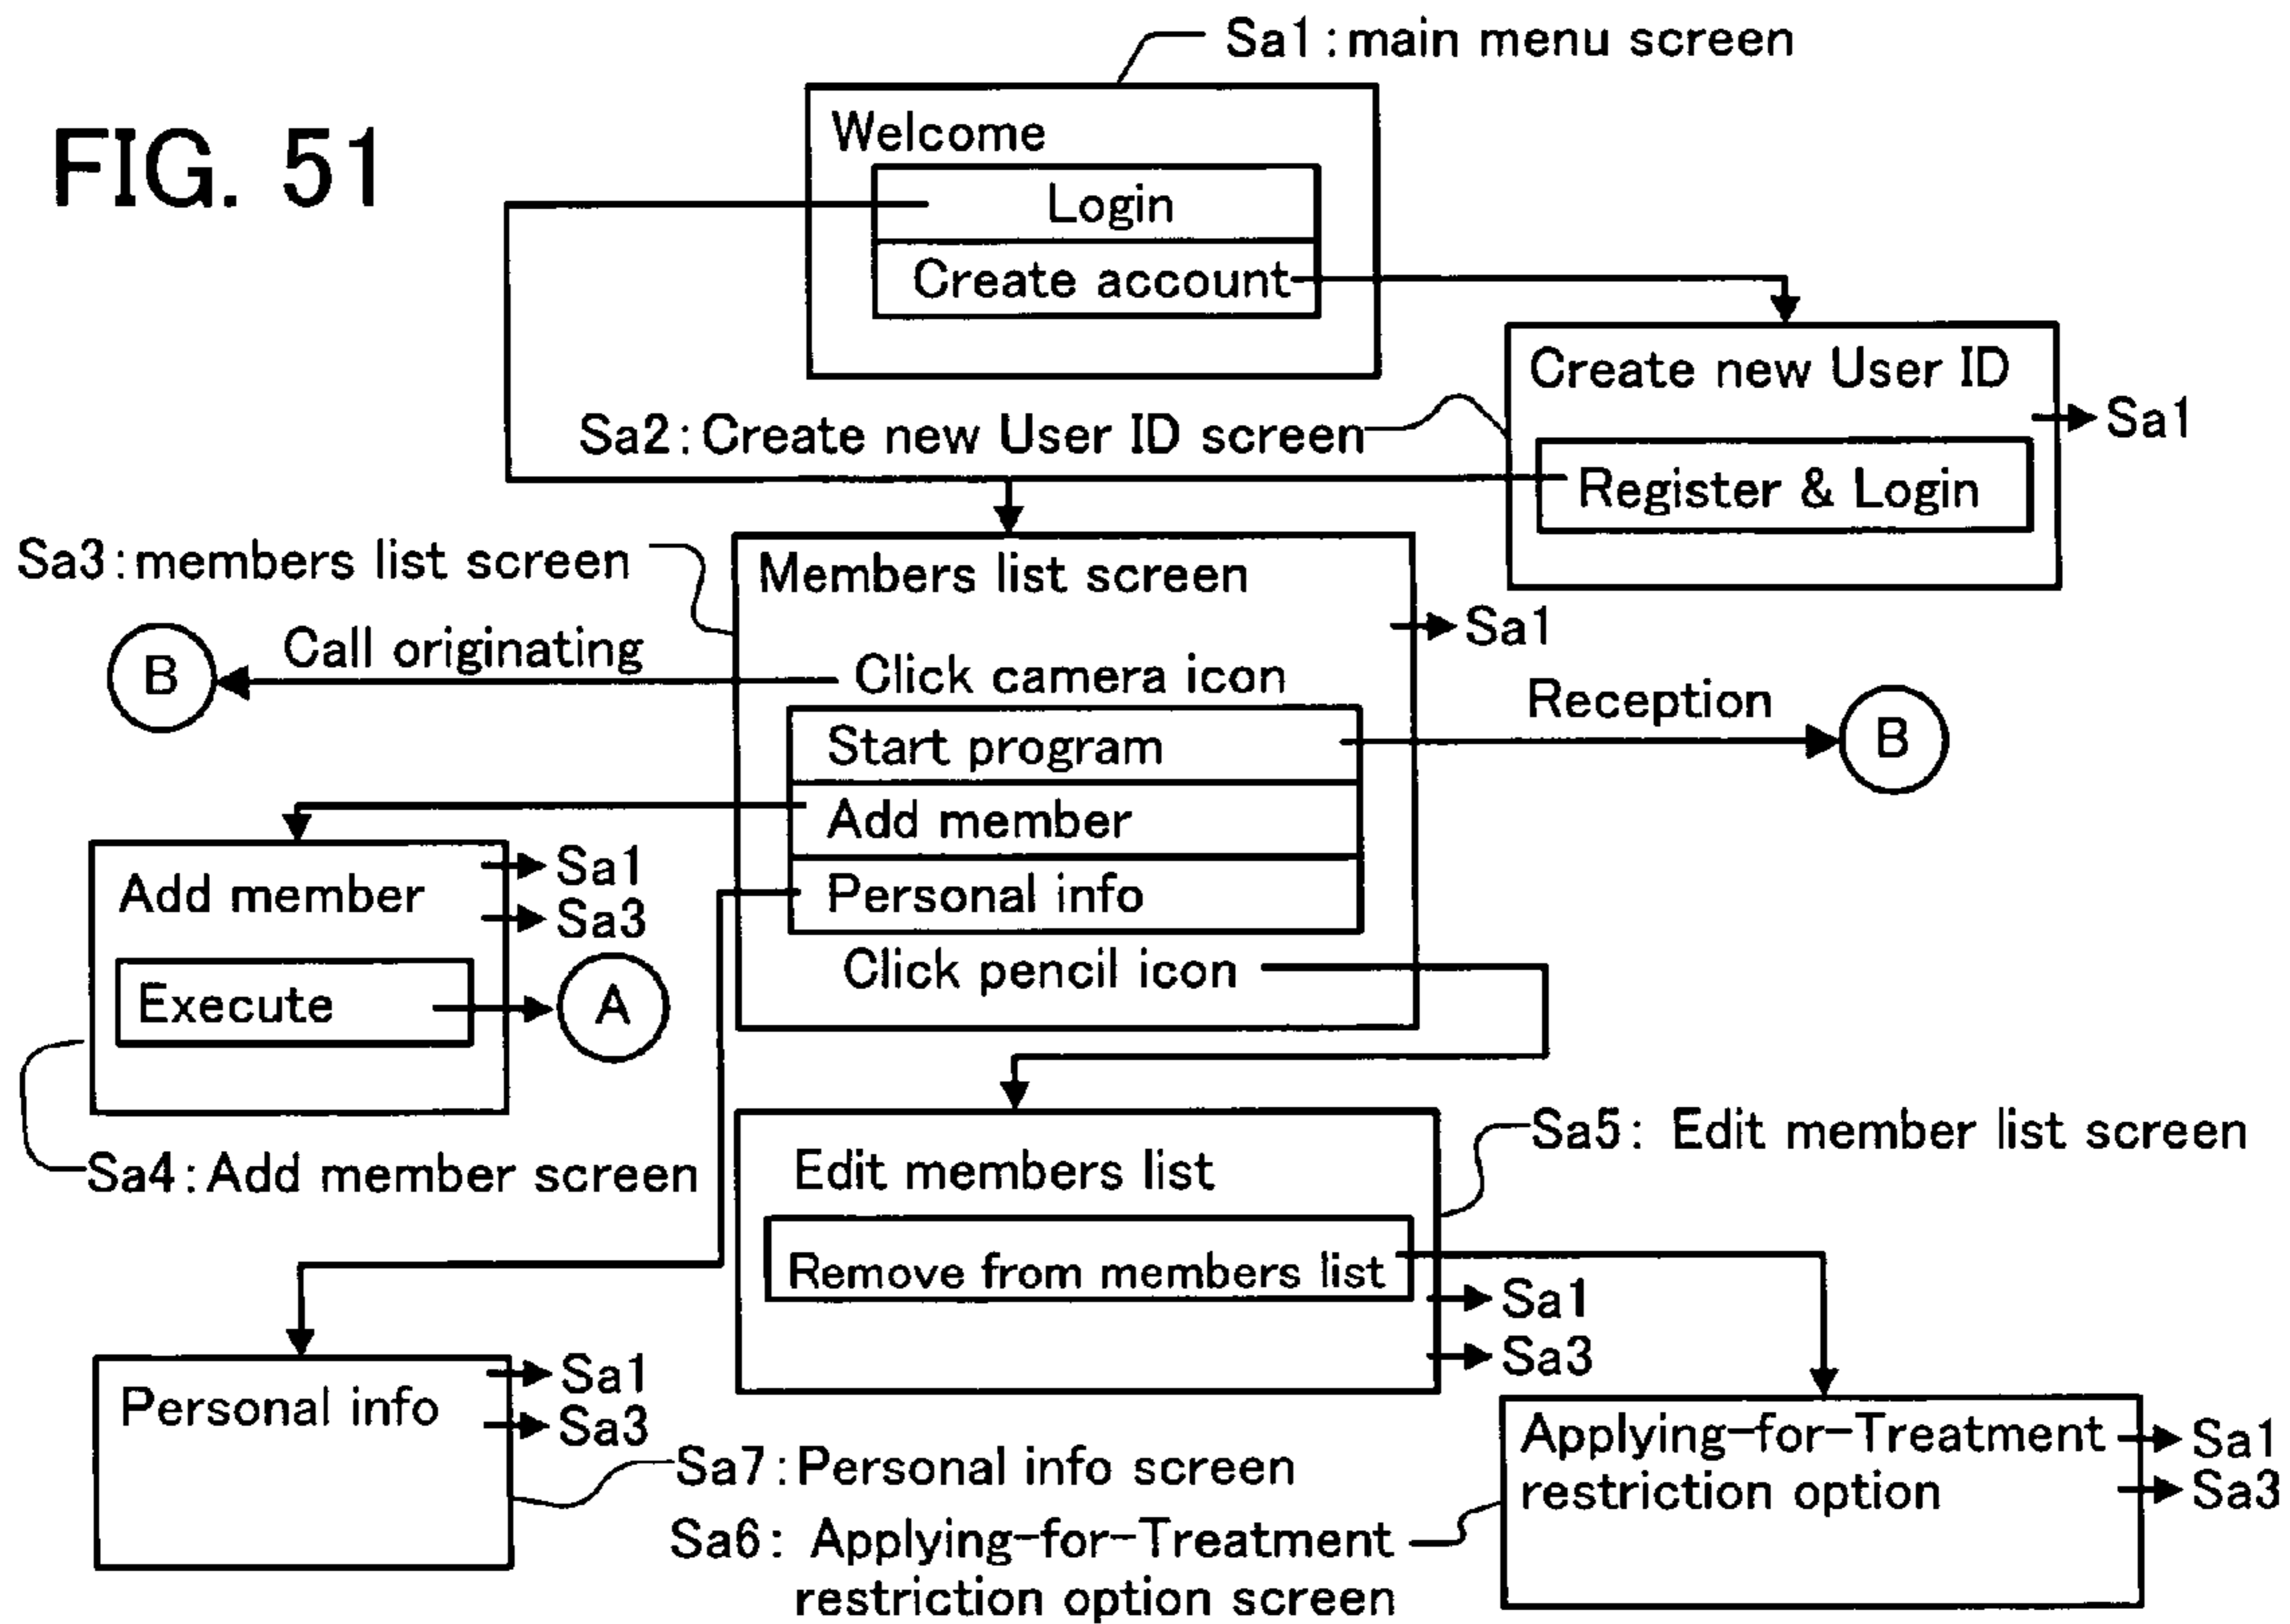 Sa1:main menu screen
FIG. 51
Welcome
Login
Create account
Create new User ID
Sa1
Sa2:Create new User ID screen
Register & Login
Sa3:members list screen
Members list screen
Sa1
B
Call originating
Click camera icon
Reception
B
Start program
Add member
Personal info
Click pencil icon
Add member
Sa1
Sa3
Execute
A
Sa4:Add member screen
Sa5: Edit member list screen
Edit members list
Remove from members list
Sa1
Sa3
Personal info
Sa1
Sa3
Sa7:Personal info screen
Applying-for-Treatment
restriction option
Sa1
Sa3
Sa6: Applying-for-Treatment
restriction option screen